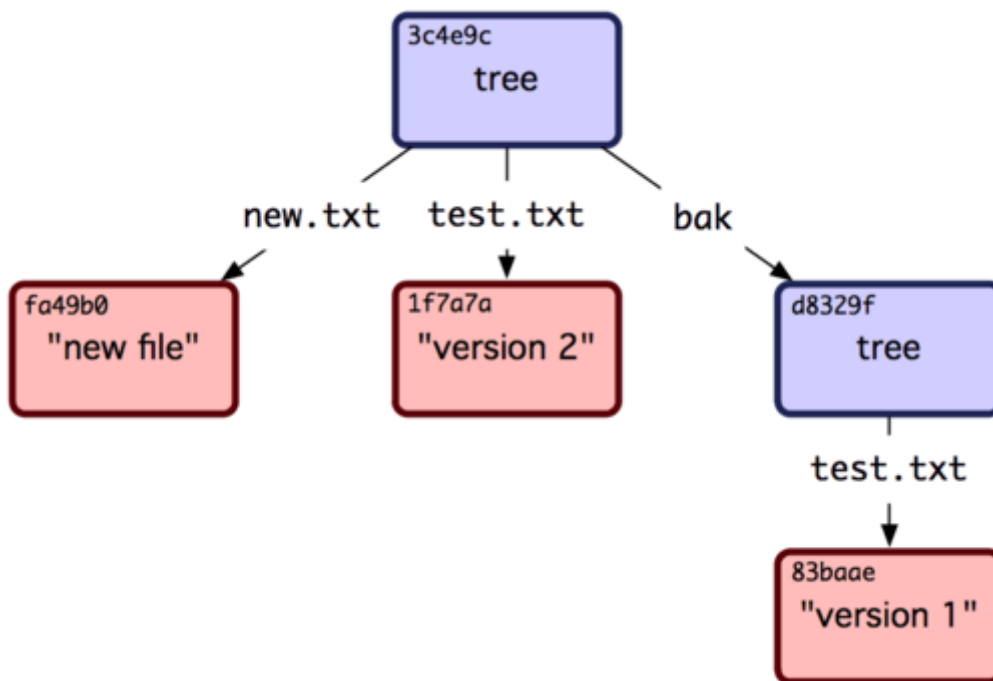 3c4e9c
tree
new.txt
test.txt
bak
fa49b0
"new file"
1f7a7a
"version 2"
d8329f
tree
test.txt
83baae
"version 1"